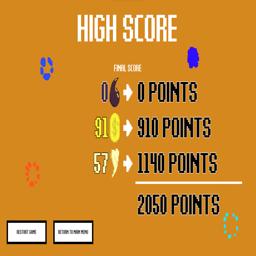 HIGH SCORE
FINAL SCORE
0 0 POINTS
91 910 POINTS
57 1140 POINTS
2050 POINTS
RESTART GAME
RETURN TO MAIN MENU